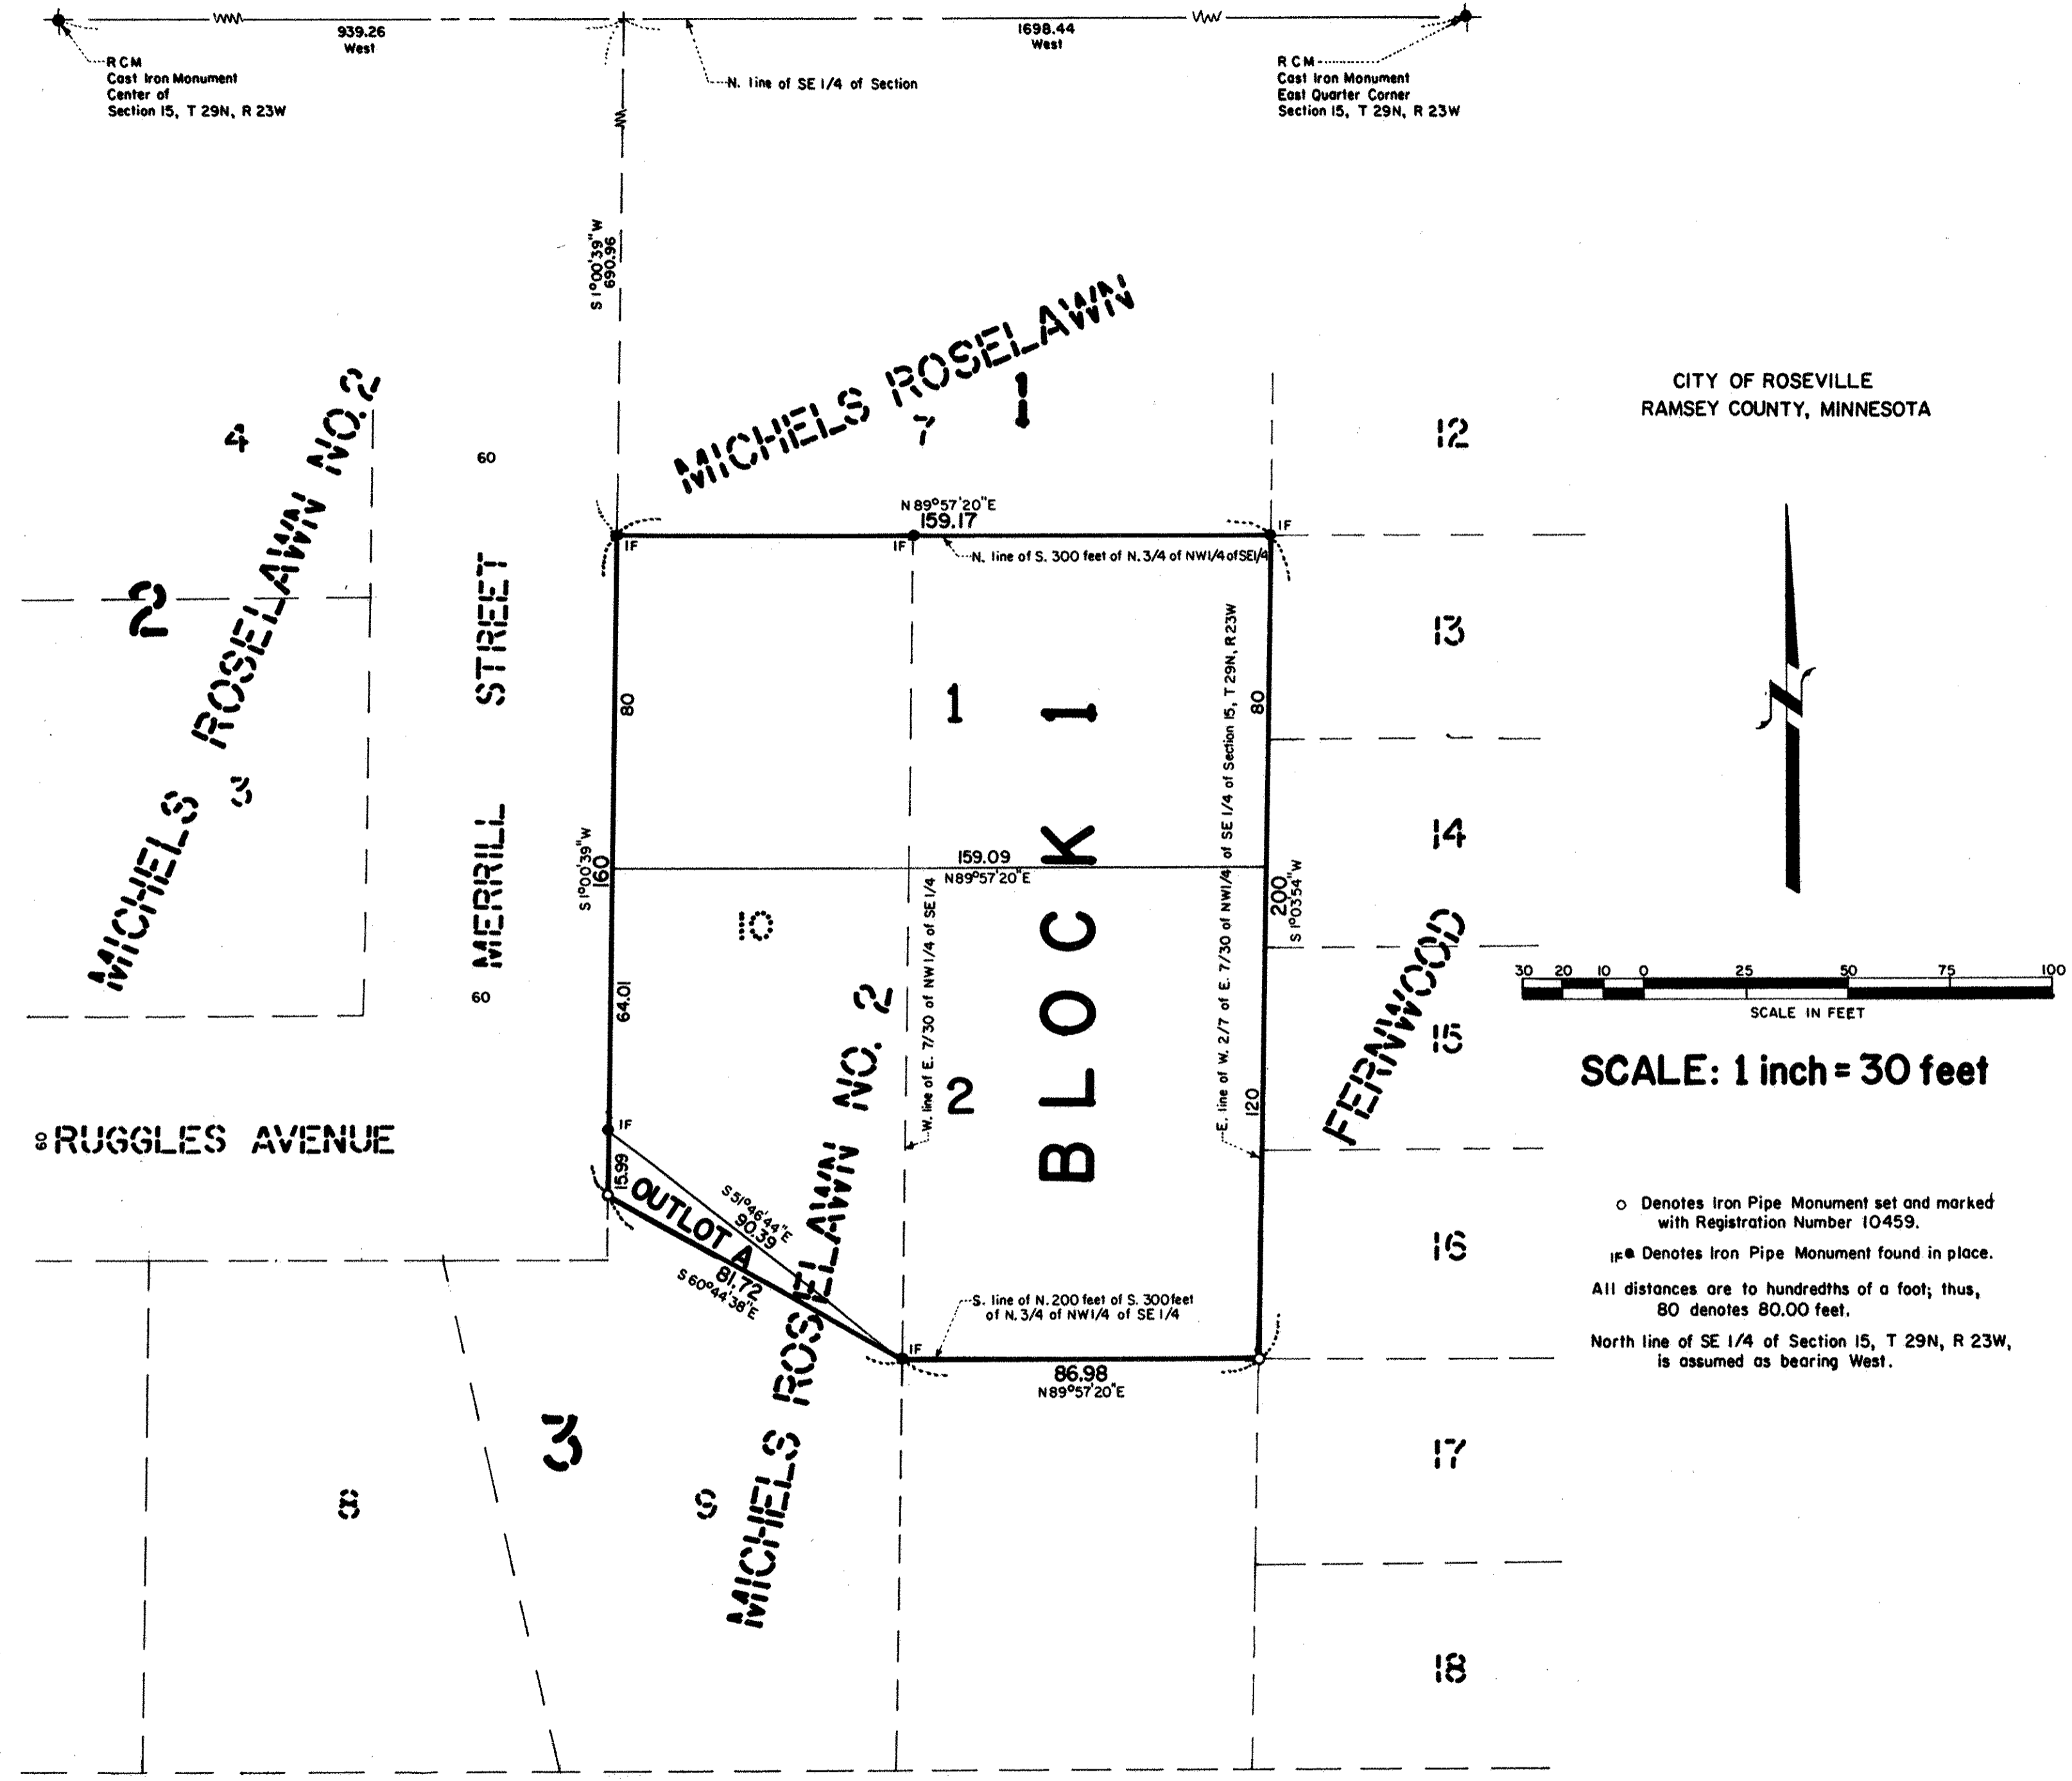 939.26
West
1698.44
West
RCM
Cast Iron Monument
Center of
Section 15, T 29N, R 23W
N. line of SE 1/4 of Section
RCM
Cast Iron Monument
East Quarter Corner
Section 15, T 29N, R 23W
S 1°00'39"W
690.96
MICHELS ROSELAWN
1
7
MICHELS ROSELAWN NO. 2
4
2
3
60
MERRILL STREET
60
12
CITY OF ROSEVILLE
RAMSEY COUNTY, MINNESOTA
N 89°57'20"E
159.17
IF
IF
IF
N. line of S. 300 feet of N. 3/4 of NW1/4 of SE1/4
13
80
1
BLOCK 1
80
E. line of W. 2/7 of E. 7/30 of NW1/4 of SE 1/4 of Section 15, T 29N, R 23W
14
S 1°00'39"W
160
159.09
N89°57'20"E
200
S 1°03'54"W
10
W. line of E. 7/30 of NW 1/4 of SE 1/4
FERNWOOD
15
30 20 10 0 25 50 75 100
SCALE IN FEET
SCALE: 1 inch = 30 feet
64.01
MICHELS ROSELAWN NO. 2
2
120
60
RUGGLES AVENUE
IF
15.99
OUTLOT A
S 51°46'44"E
90.39
81.72
S 60°44'38"E
16
Denotes Iron Pipe Monument set and marked
with Registration Number 10459.
IF Denotes Iron Pipe Monument found in place.
All distances are to hundredths of a foot; thus,
80 denotes 80.00 feet.
North line of SE 1/4 of Section 15, T 29N, R 23W,
is assumed as bearing West.
S. line of N. 200 feet of S. 300 feet
of N. 3/4 of NW1/4 of SE 1/4
IF
86.98
N89°57'20"E
3
8
9
17
18